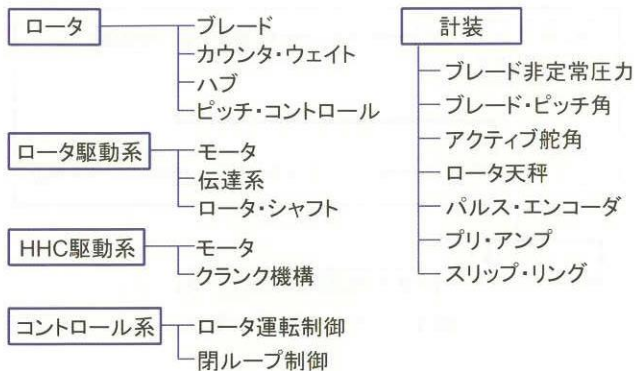 ロータ
ブレード
カウンタ・ウェイト
ハブ
ピッチ・コントロール
ロータ駆動系
モータ
伝達系
ロータ・シャフト
HHC駆動系
モータ
クランク機構
コントロール系
ロータ運転制御
閉ループ制御
計装
ブレード非定常圧力
ブレード・ピッチ角
アクティブ舵角
ロータ天秤
パルス・エンコーダ
プリ・アンプ
スリップ・リング